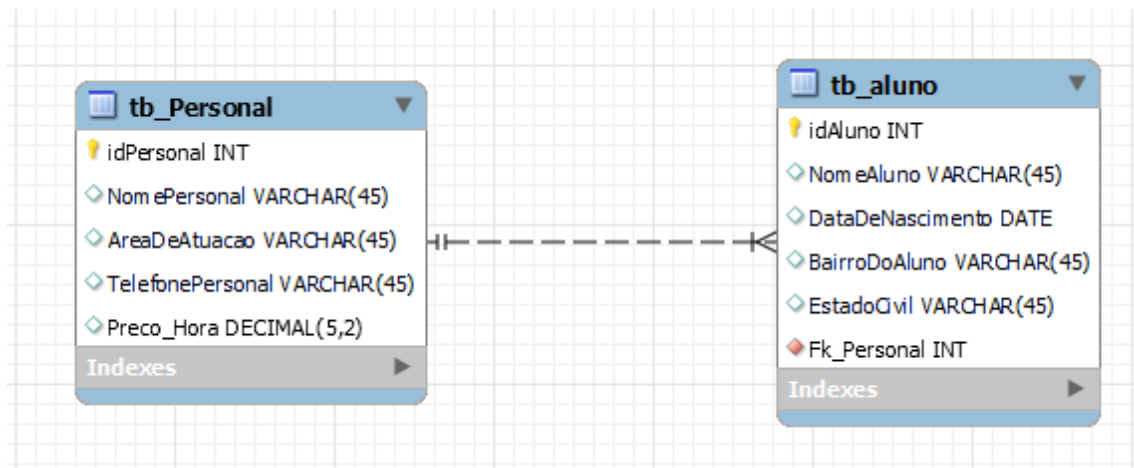 tb_Personal
idPersonal INT
NomePersonal VARCHAR(45)
AreaDeAtuacao VARCHAR(45)
TelefonePersonal VARCHAR(45)
Preco_Hora DECIMAL(5,2)
Indexes
tb_aluno
idAluno INT
NomeAluno VARCHAR(45)
DataDeNascimento DATE
BairroDoAluno VARCHAR(45)
EstadoCivil VARCHAR(45)
Fk_Personal INT
Indexes